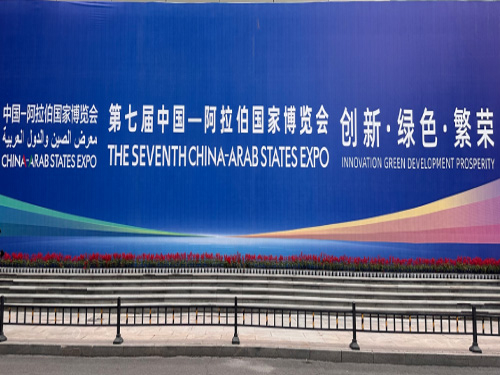 中国－阿拉伯国家博览会
معرض الصين والدول العربية
CHINA-ARAB STATES EXPO
第七届中国－阿拉伯国家博览会
THE SEVENTH CHINA-ARAB STATES EXPO
创新·绿色·繁荣
INNOVATION GREEN DEVELOPMENT PROSPERITY